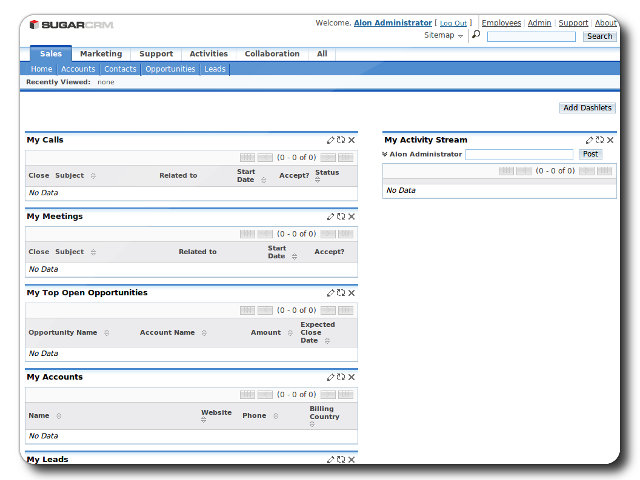 SUGARCRM
Welcome, Alon Administrator [ Log Out ] Employees Admin Support About
Sitemap
Search
Sales Marketing Support Activities Collaboration All
Home Accounts Contacts Opportunities Leads
Recently Viewed: none
Add Dashlets
My Calls
(0 - 0 of 0)
Close Subject Related to Start Date Accept? Status
No Data
My Meetings
(0 - 0 of 0)
Close Subject Related to Start Date Accept?
No Data
My Top Open Opportunities
(0 - 0 of 0)
Opportunity Name Account Name Amount Expected Close Date
No Data
My Accounts
(0 - 0 of 0)
Name Website Phone Billing Country
No Data
My Leads
My Activity Stream
Alon Administrator Post
(0 - 0 of 0)
No Data